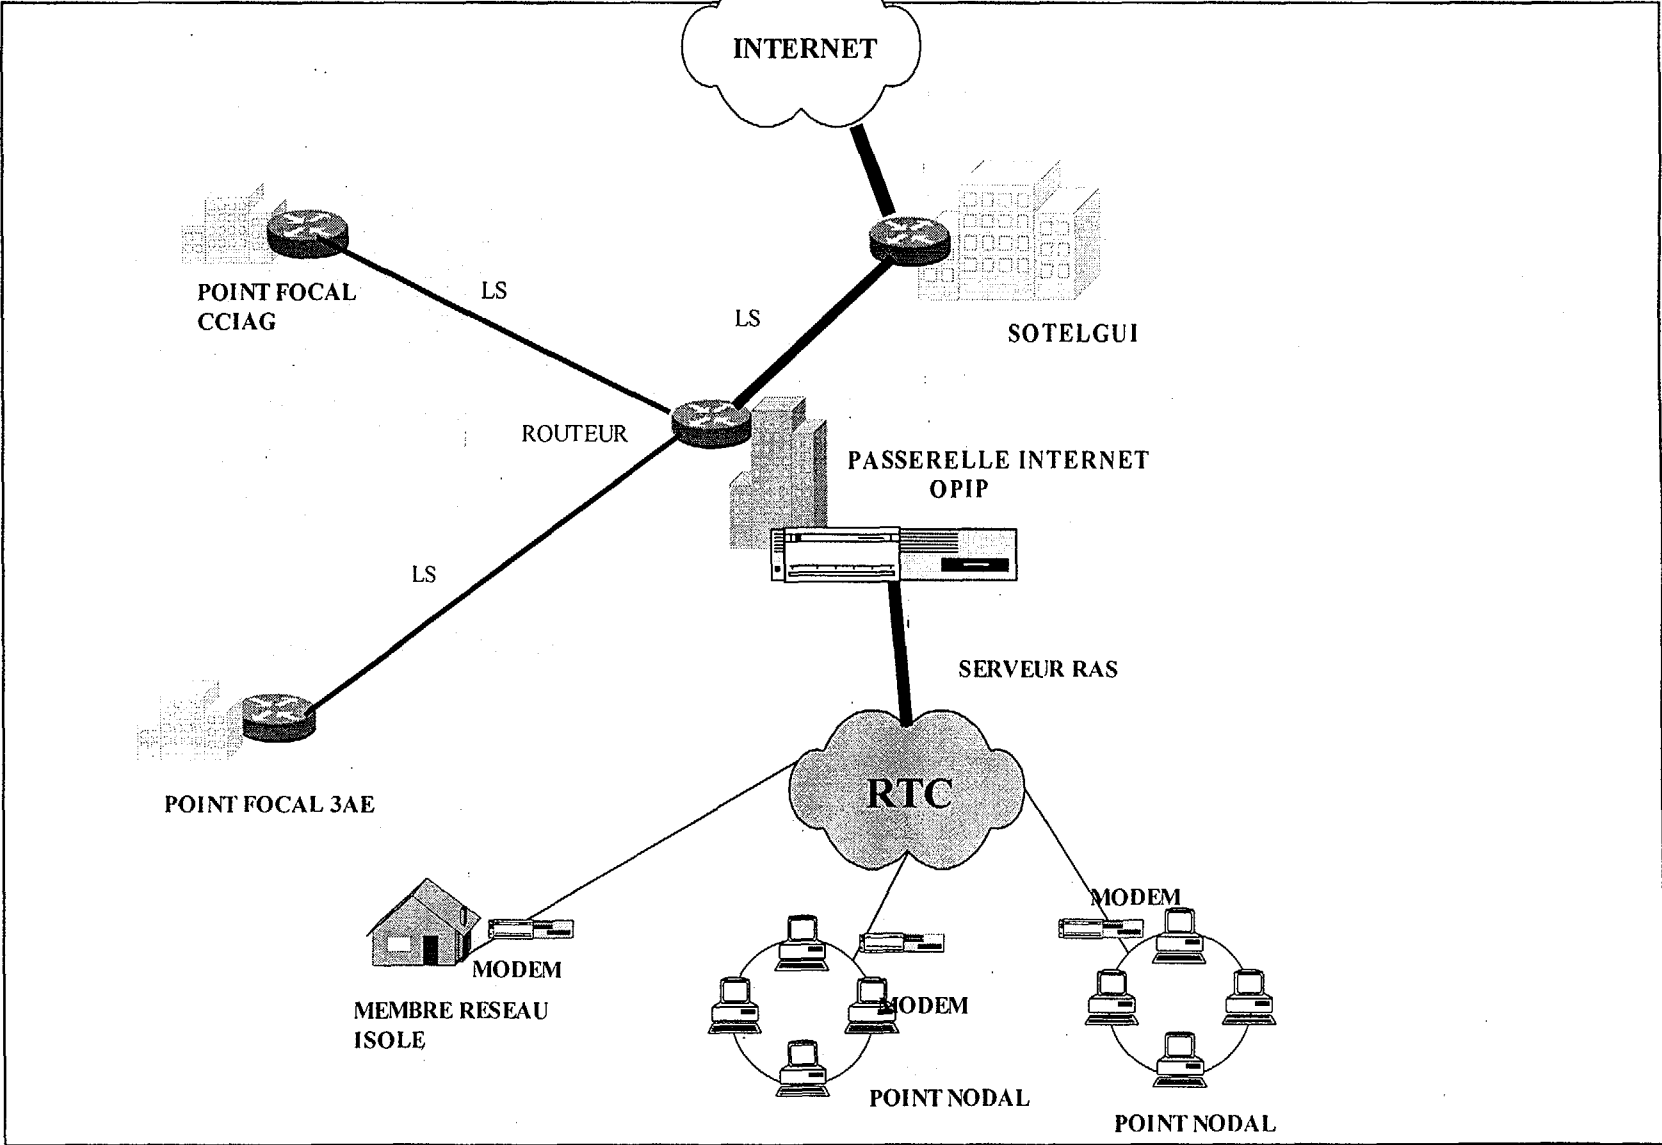 INTERNET
POINT FOCAL
CCIAG
LS
LS
SOTELGUI
ROUTEUR
PASSERELLE INTERNET
OPIP
LS
SERVEUR RAS
RTC
POINT FOCAL 3AE
MODEM
MODEM
MEMBRE RESEAU
ISOLE
MODEM
POINT NODAL
POINT NODAL